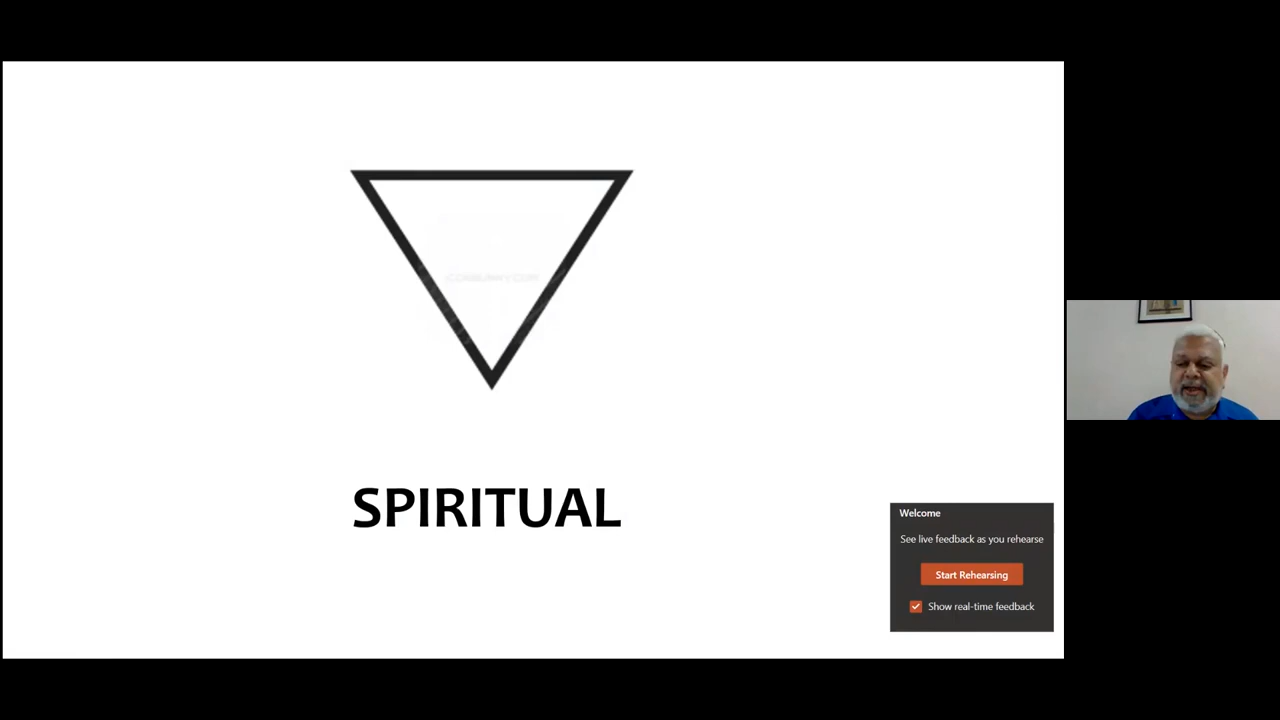 SPIRITUAL
Welcome
See live feedback as you rehearse
Start Rehearsing
Show real-time feedback